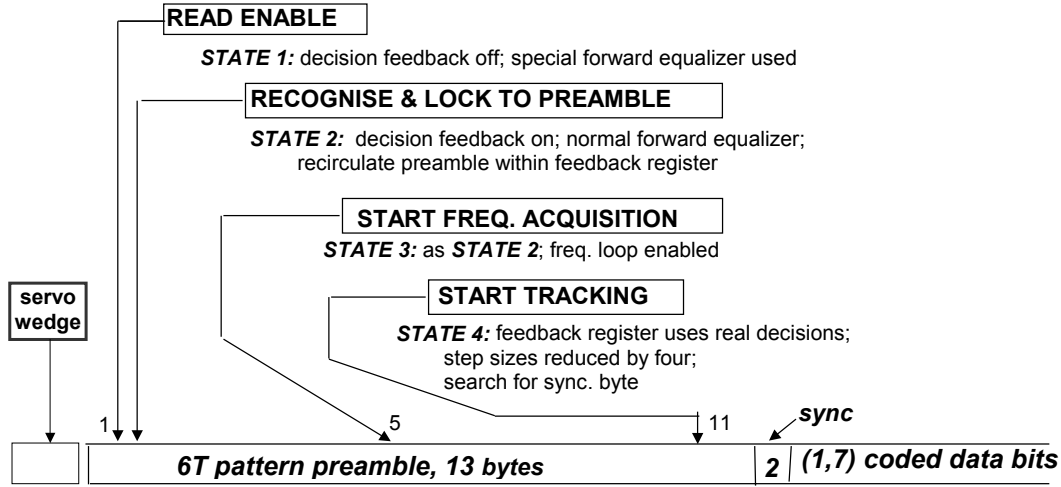 READ ENABLE
STATE 1: decision feedback off; special forward equalizer used
RECOGNISE & LOCK TO PREAMBLE
STATE 2: decision feedback on; normal forward equalizer;
recirculate preamble within feedback register
START FREQ. ACQUISITION
STATE 3: as STATE 2; freq. loop enabled
START TRACKING
STATE 4: feedback register uses real decisions;
step sizes reduced by four;
search for sync. byte
servo
wedge
1
5
11
sync
6T pattern preamble, 13 bytes
2
(1,7) coded data bits